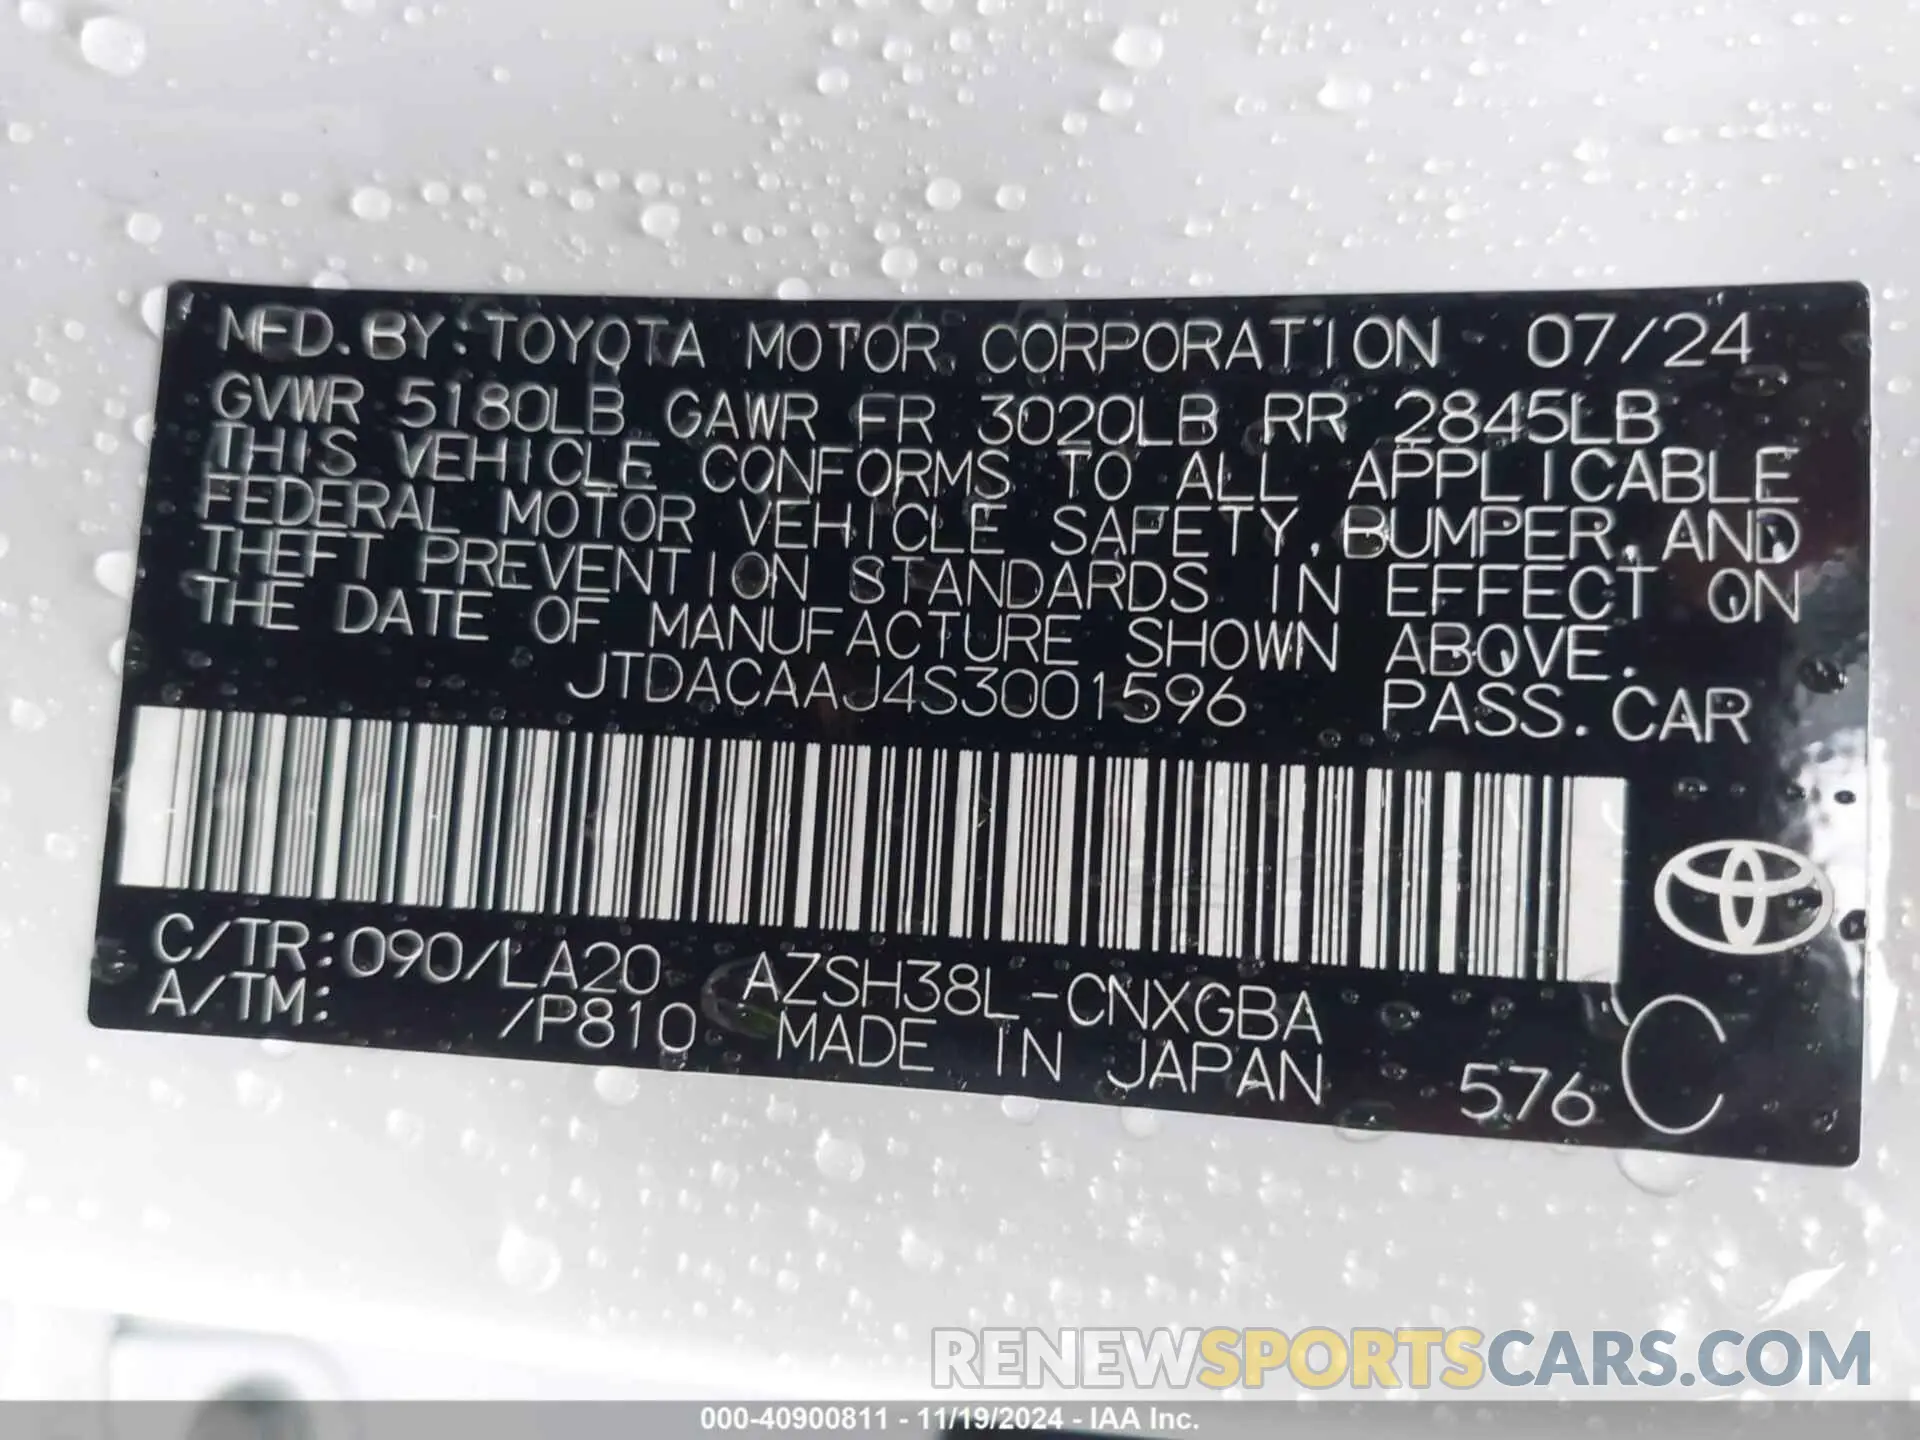 MFD. BY: TOYOTA MOTOR CORPORATION 07/24
GVWR 5180LB GAWR FR 3020LB RR 2845LB
THIS VEHICLE CONFORMS TO ALL APPLICABLE
FEDERAL MOTOR VEHICLE SAFETY, BUMPER, AND
THEFT PREVENTION STANDARDS IN EFFECT ON
THE DATE OF MANUFACTURE SHOWN ABOVE.
JTDACAAJ4S3001596 PASS. CAR
C/TR: 090/LA20 AZSH38L-CNXGBA
A/TM: /P810 MADE IN JAPAN 576 C
RENEWSPORTSCARS.COM
000-40900811 - 11/19/2024 - IAA Inc.